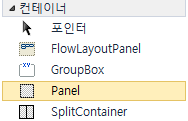 컨테이너
포인터
FlowLayoutPanel
GroupBox
Panel
SplitContainer